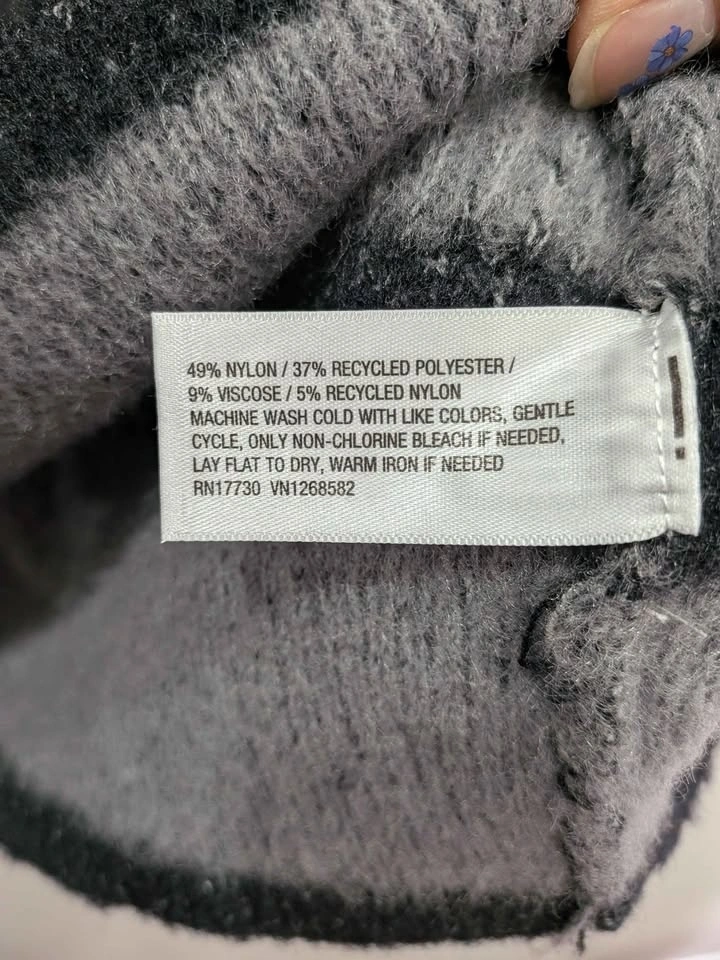 49% NYLON / 37% RECYCLED POLYESTER /
9% VISCOSE / 5% RECYCLED NYLON
MACHINE WASH COLD WITH LIKE COLORS, GENTLE
CYCLE, ONLY NON-CHLORINE BLEACH IF NEEDED,
LAY FLAT TO DRY, WARM IRON IF NEEDED
RN17730 VN1268582